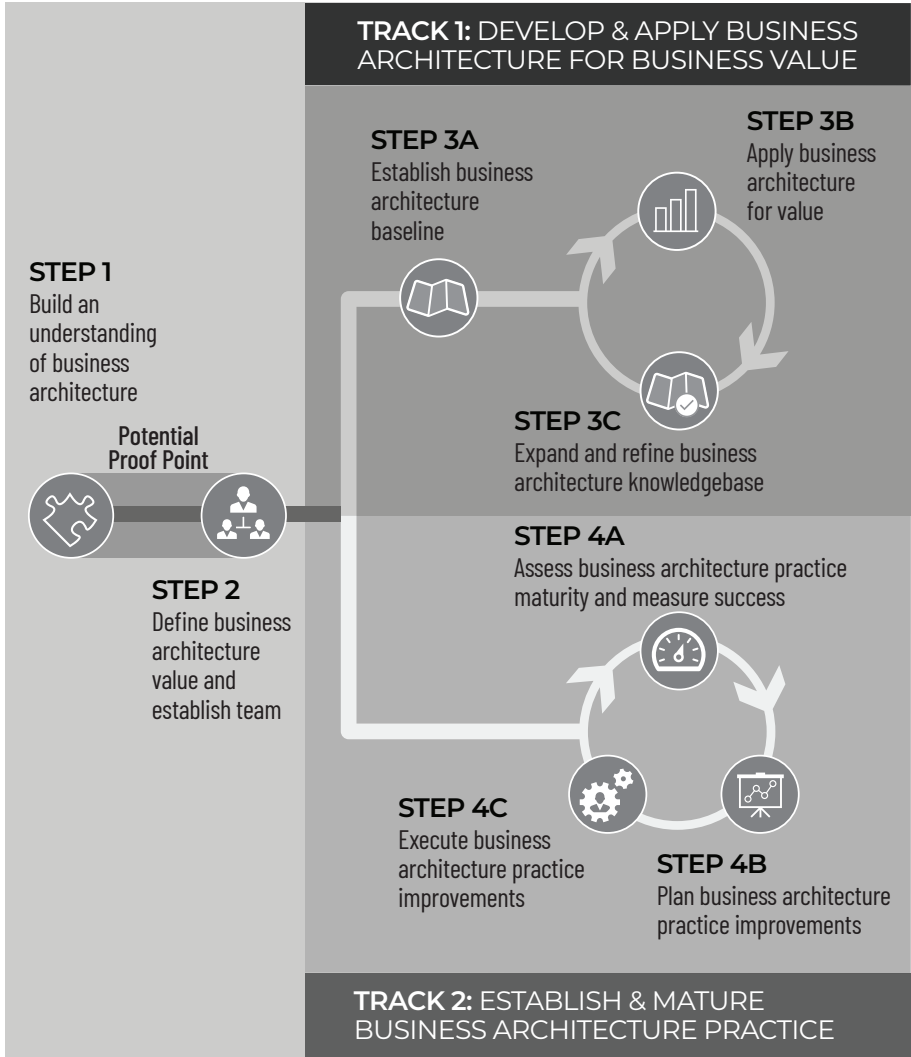 TRACK 1: DEVELOP & APPLY BUSINESS
ARCHITECTURE FOR BUSINESS VALUE
STEP 1
Build an
understanding
of business
architecture
Potential
Proof Point
STEP 2
Define business
architecture
value and
establish team
STEP 3A
Establish business
architecture
baseline
STEP 3B
Apply business
architecture
for value
STEP 3C
Expand and refine business
architecture knowledgebase
STEP 4A
Assess business architecture practice
maturity and measure success
STEP 4B
Plan business architecture
practice improvements
STEP 4C
Execute business
architecture practice
improvements
TRACK 2: ESTABLISH & MATURE
BUSINESS ARCHITECTURE PRACTICE